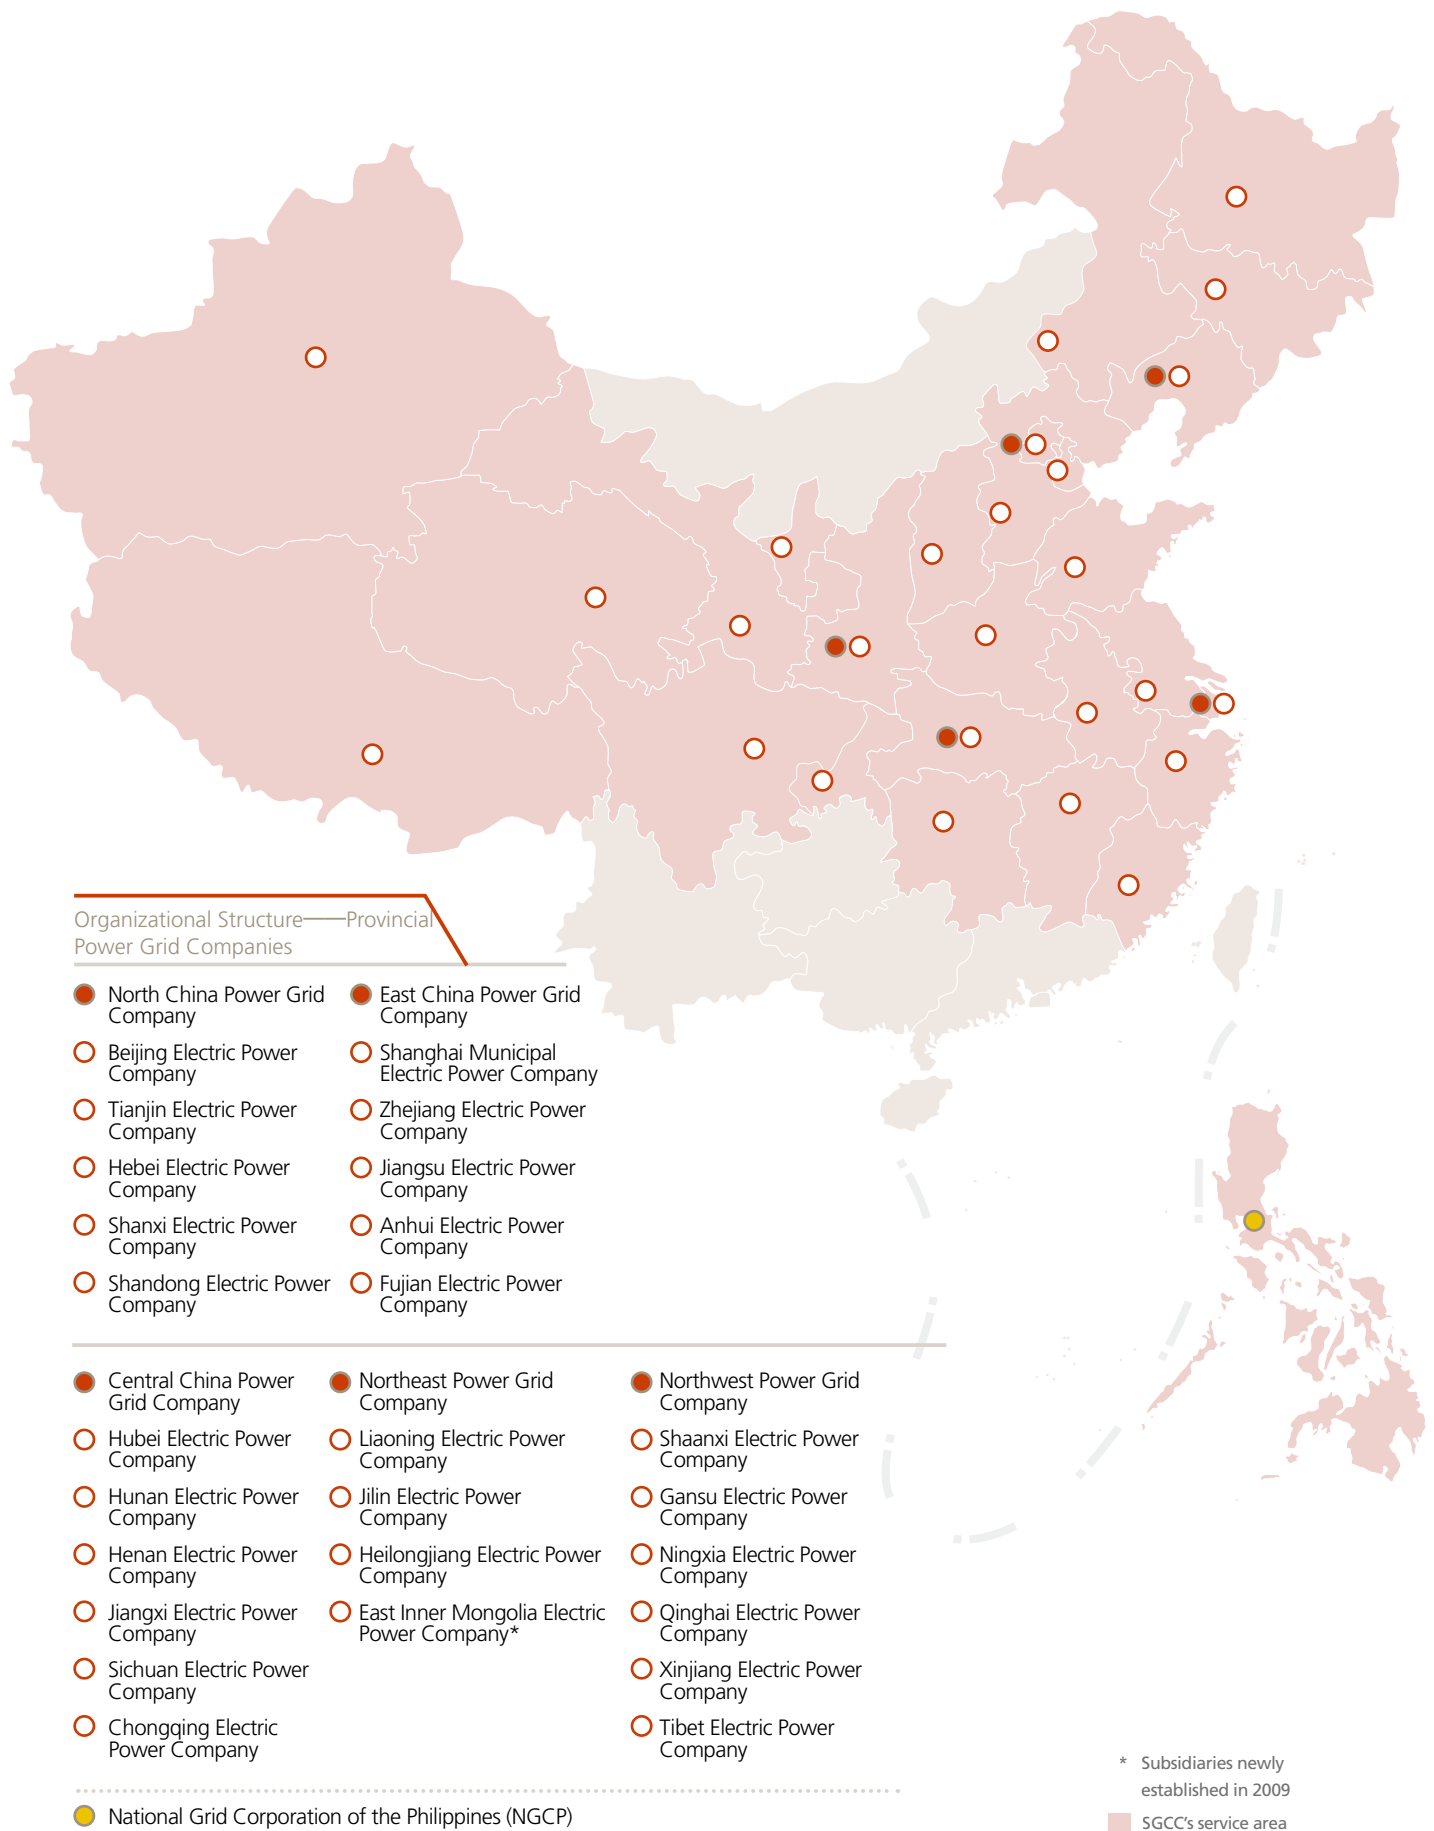 Organizational Structure——Provincial
Power Grid Companies
North China Power Grid
Company
Beijing Electric Power
Company
Tianjin Electric Power
Company
Hebei Electric Power
Company
Shanxi Electric Power
Company
Shandong Electric Power
Company
East China Power Grid
Company
Shanghai Municipal
Electric Power Company
Zhejiang Electric Power
Company
Jiangsu Electric Power
Company
Anhui Electric Power
Company
Fujian Electric Power
Company
Central China Power
Grid Company
Hubei Electric Power
Company
Hunan Electric Power
Company
Henan Electric Power
Company
Jiangxi Electric Power
Company
Sichuan Electric Power
Company
Chongqing Electric
Power Company
Northeast Power Grid
Company
Liaoning Electric Power
Company
Jilin Electric Power
Company
Heilongjiang Electric Power
Company
East Inner Mongolia Electric
Power Company*
Northwest Power Grid
Company
Shaanxi Electric Power
Company
Gansu Electric Power
Company
Ningxia Electric Power
Company
Qinghai Electric Power
Company
Xinjiang Electric Power
Company
Tibet Electric Power
Company
National Grid Corporation of the Philippines (NGCP)
* Subsidiaries newly
established in 2009
SGCC's service area